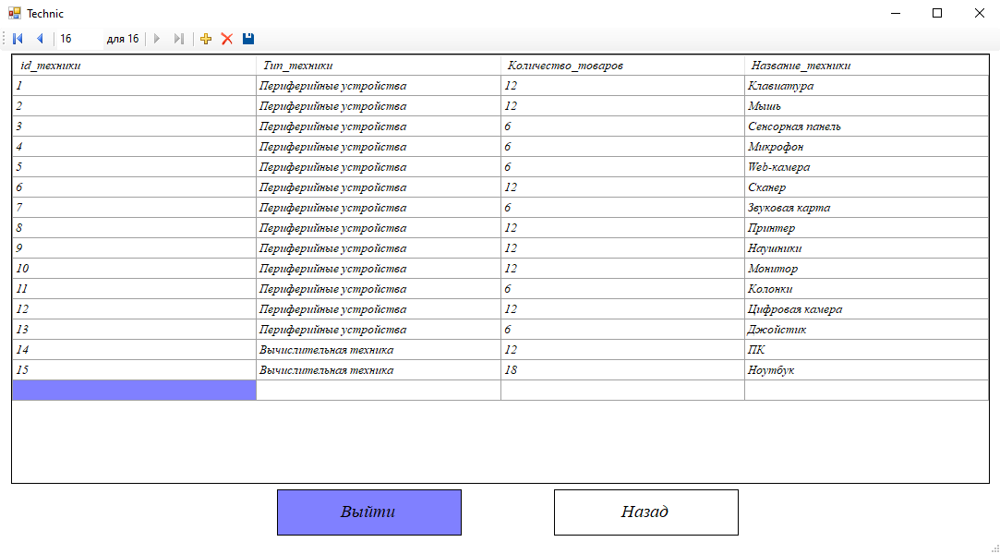 Technic
16 для 16
id_техники Тип_техники Количество_товаров Название_техники
1 Периферийные устройства 12 Клавиатура
2 Периферийные устройства 12 Мышь
3 Периферийные устройства 6 Сенсорная панель
4 Периферийные устройства 6 Микрофон
5 Периферийные устройства 6 Web-камера
6 Периферийные устройства 12 Сканер
7 Периферийные устройства 6 Звуковая карта
8 Периферийные устройства 12 Принтер
9 Периферийные устройства 12 Наушники
10 Периферийные устройства 12 Монитор
11 Периферийные устройства 6 Колонки
12 Периферийные устройства 12 Цифровая камера
13 Периферийные устройства 6 Джойстик
14 Вычислительная техника 12 ПК
15 Вычислительная техника 18 Ноутбук
Выйти Назад